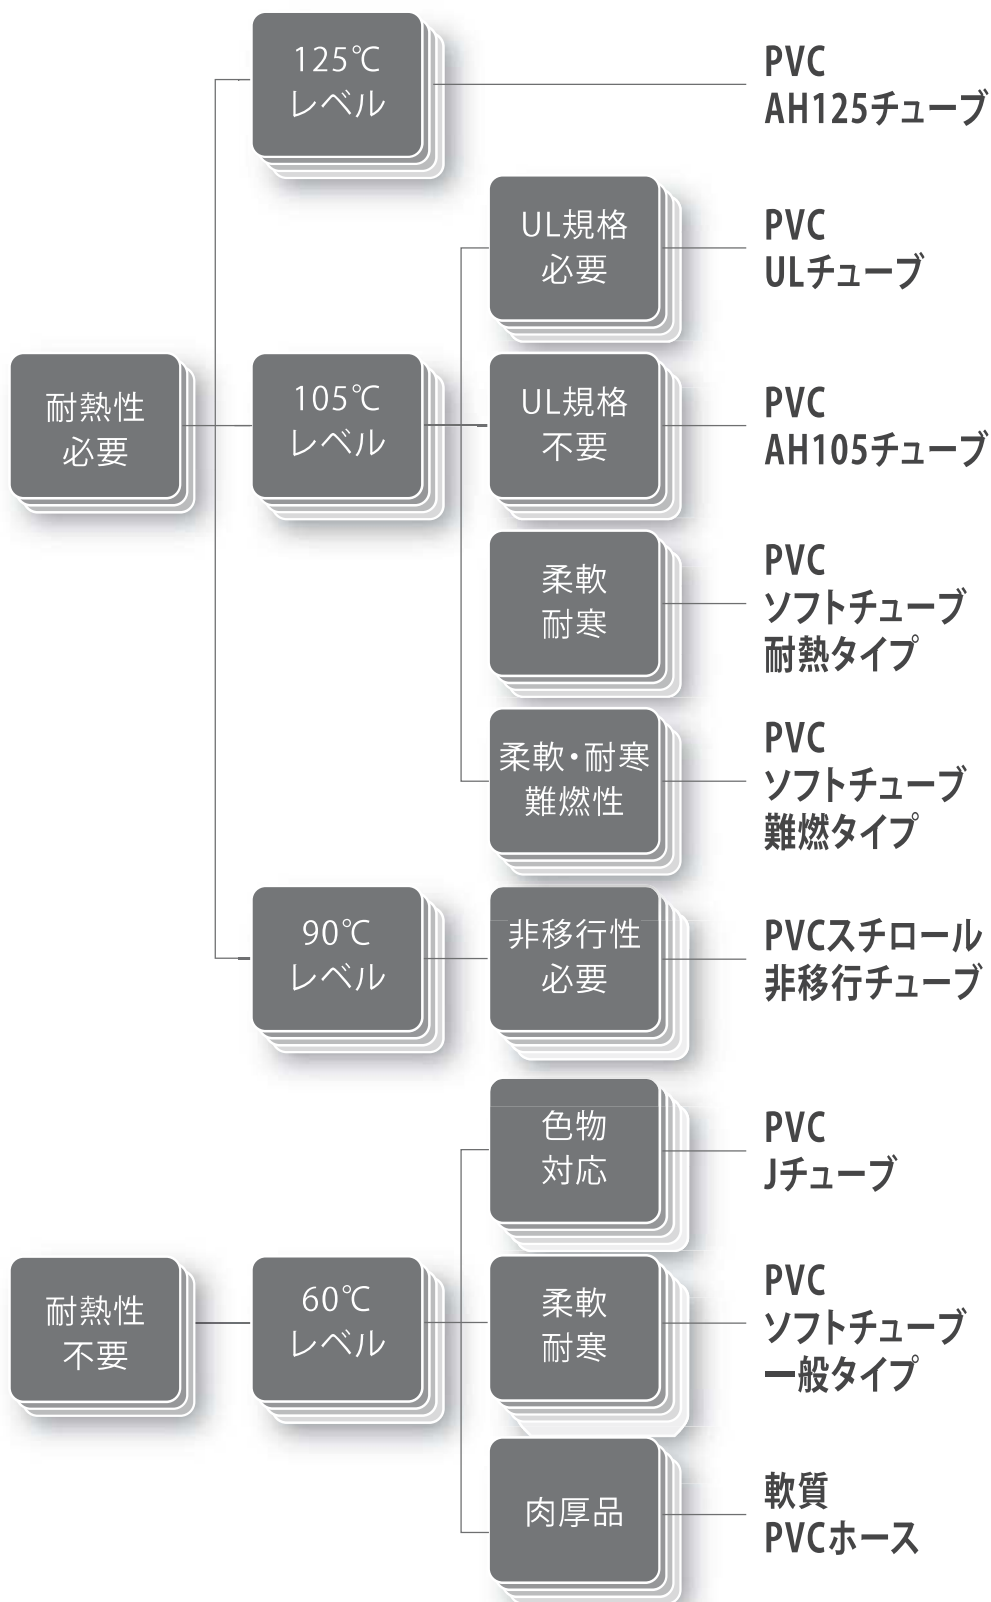 125℃
レベル
PVC
AH125チューブ
UL規格
必要
PVC
ULチューブ
耐熱性
必要
105℃
レベル
UL規格
不要
PVC
AH105チューブ
柔軟
耐寒
PVC
ソフトチューブ
耐熱タイプ
柔軟・耐寒
難燃性
PVC
ソフトチューブ
難燃タイプ
90℃
レベル
非移行性
必要
PVCスチロール
非移行チューブ
色物
対応
PVC
Jチューブ
耐熱性
不要
60℃
レベル
柔軟
耐寒
PVC
ソフトチューブ
一般タイプ
肉厚品
軟質
PVCホース